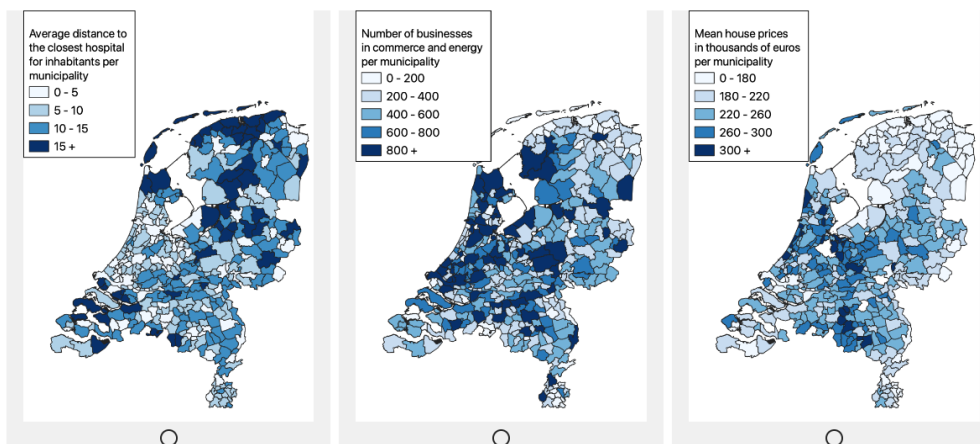 Average distance to
the closest hospital
for inhabitants per
municipality
0 - 5
5 - 10
10 - 15
15 +
Number of businesses
in commerce and energy
per municipality
0 - 200
200 - 400
400 - 600
600 - 800
800 +
Mean house prices
in thousands of euros
per municipality
0 - 180
180 - 220
220 - 260
260 - 300
300 +